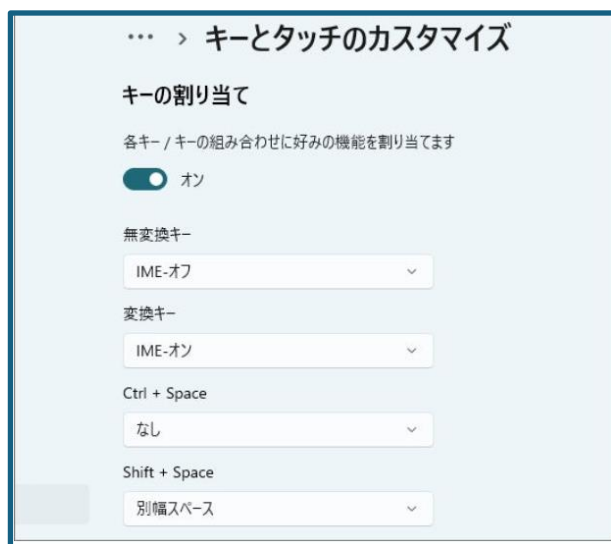 … > キーとタッチのカスタマイズ
キーの割り当て
各キー / キーの組み合わせに好みの機能を割り当てます
オン
無変換キー
IME-オフ
変換キー
IME-オン
Ctrl + Space
なし
Shift + Space
別幅スペース